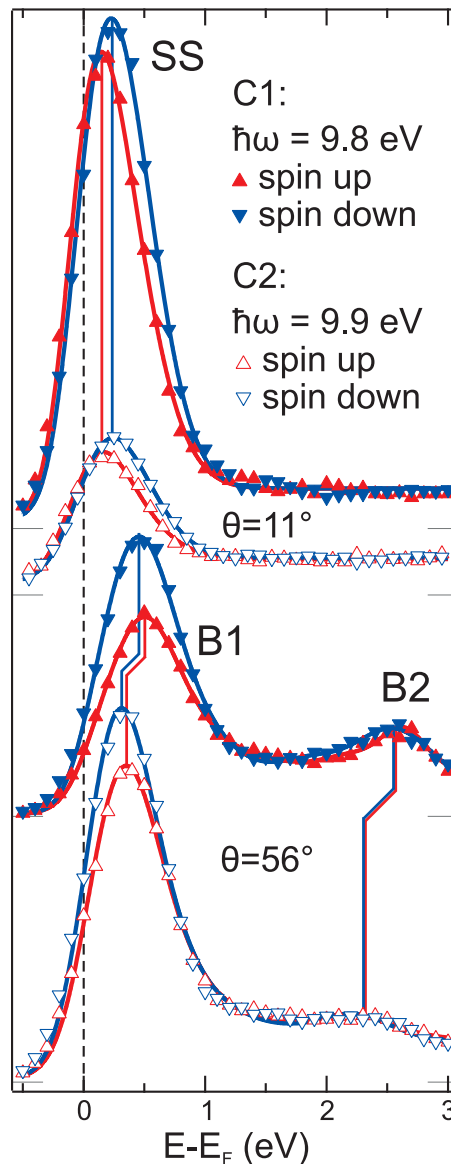 SS
C1:
ħω = 9.8 eV
spin up
spin down
C2:
ħω = 9.9 eV
spin up
spin down
θ=11°
B1
B2
θ=56°
0 1 2 3
E-E_F (eV)